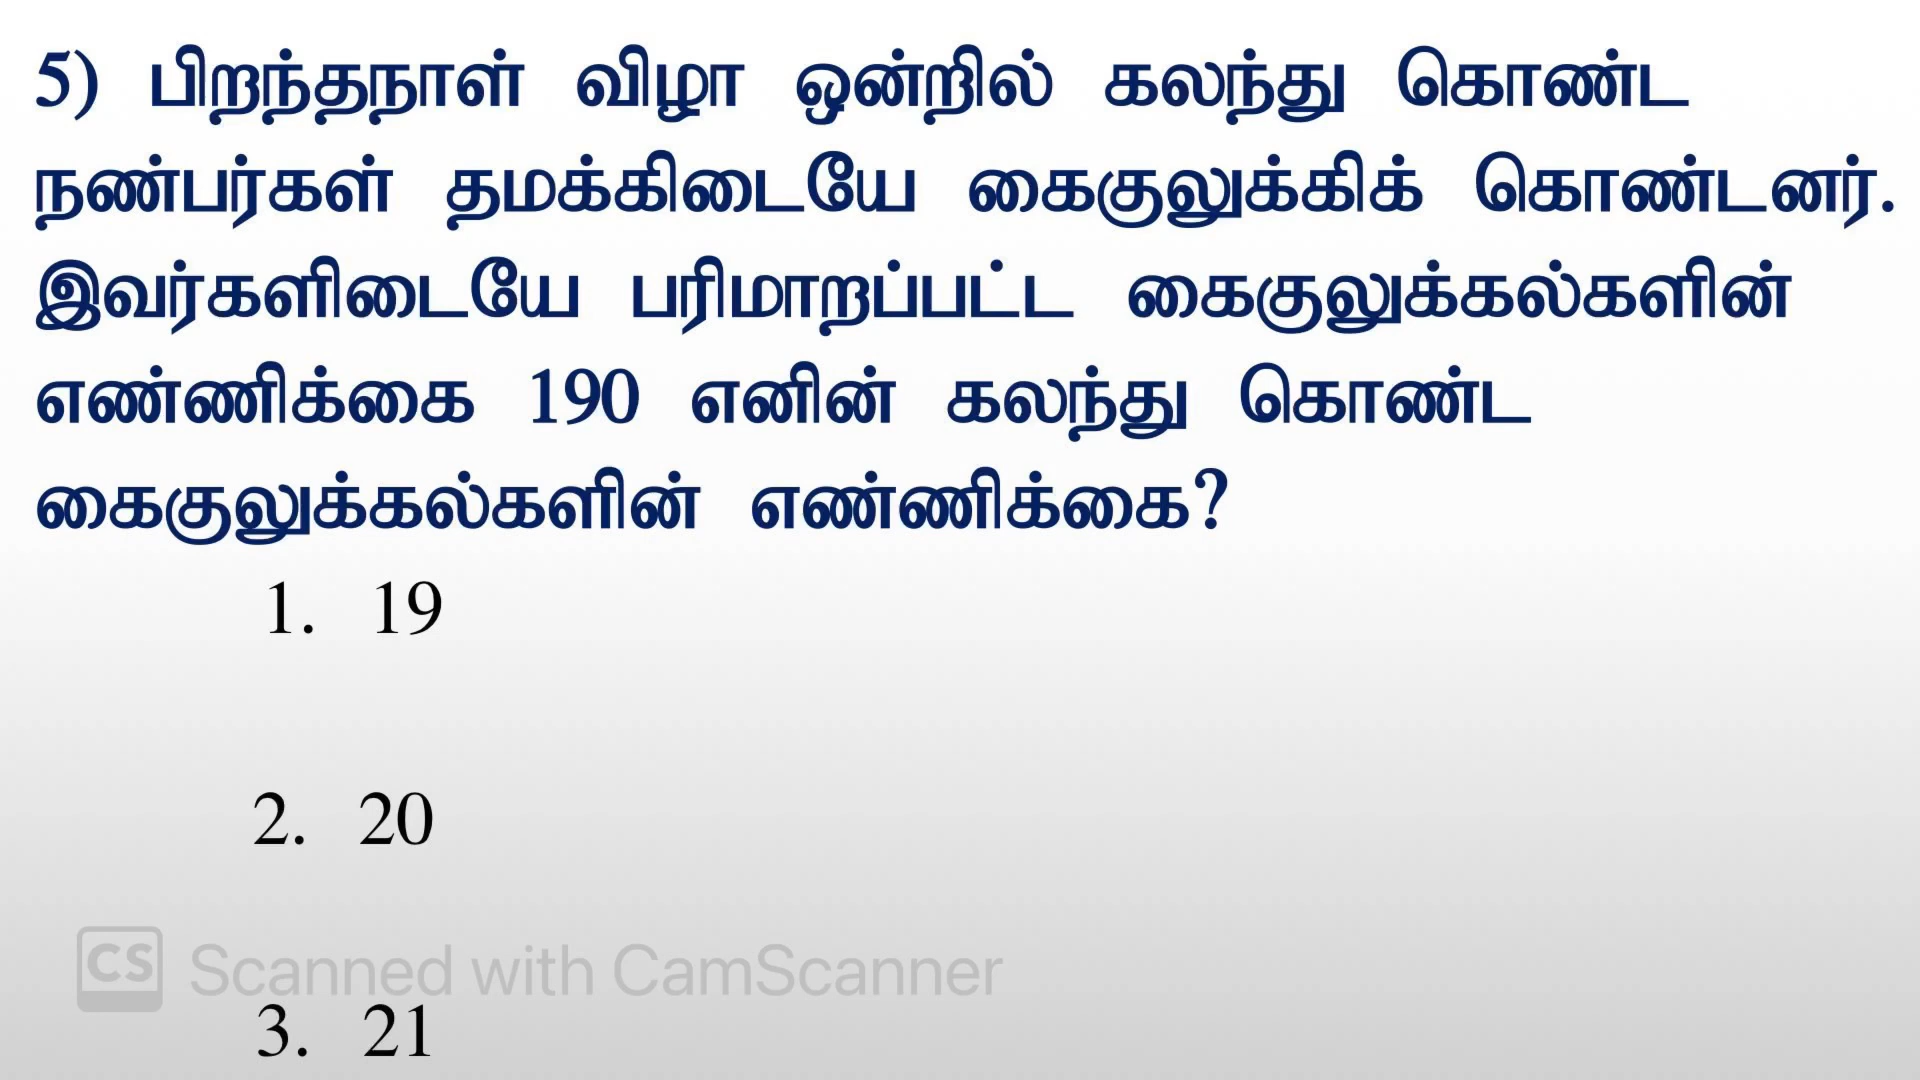 5) பிறந்தநாள் விழா ஒன்றில் கலந்து கொண்ட
நண்பர்கள் தமக்கிடையே கைகுலுக்கிக் கொண்டனர்.
இவர்களிடையே பரிமாறப்பட்ட கைகுலுக்கல்களின்
எண்ணிக்கை 190 எனின் கலந்து கொண்ட
கைகுலுக்கல்களின் எண்ணிக்கை?
1. 19
2. 20
CS Scanned with CamScanner
3. 21